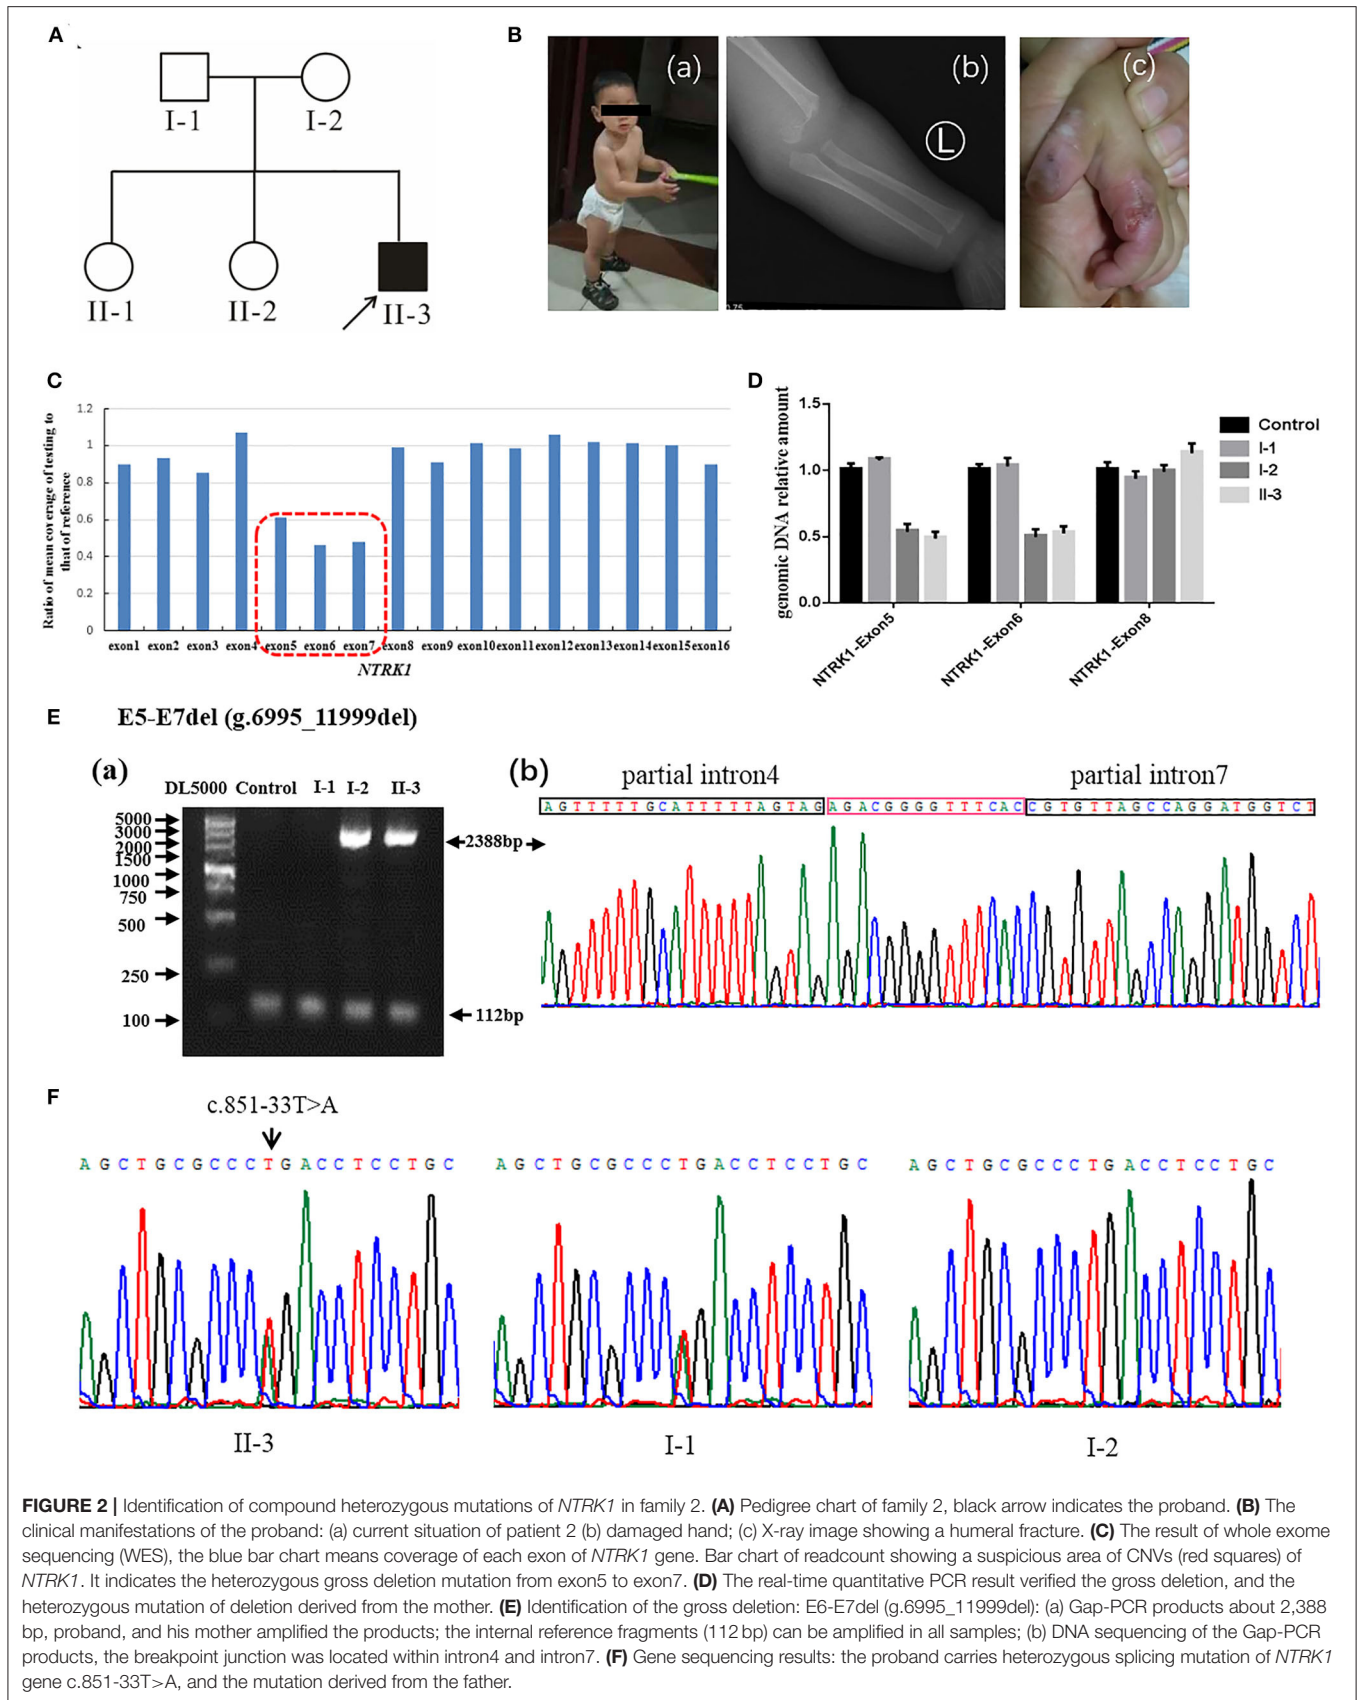 A
I-1
I-2
II-1
II-2
II-3
B
(a)
(b)
(c)
L
0.75
C
Ratio of mean coverage of testing to
that of reference
1.2
1
0.8
0.6
0.4
0.2
0
exon1 exon2 exon3 exon4 exon5 exon6 exon7 exon8 exon9 exon10 exon11 exon12 exon13 exon14 exon15 exon16
NTRK1
D
genomic DNA relative amount
1.5
1.0
0.5
0.0
NTRK1-Exon5
NTRK1-Exon6
NTRK1-Exon8
Control
I-1
I-2
II-3
E
E5-E7del (g.6995_11999del)
(a)
DL5000 Control I-1 I-2 II-3
5000
3000
2000
1500
1000
750
500
250
100
2388bp
112bp
(b)
partial intron4
partial intron7
AGTTTTTGCATTTTTAGTAG AGACGGGGTTTCAC CGTGTTAGCCAGGATGGTCT
F
c.851-33T>A
AGCTGCGCCCTGACCTCCTGC
AGCTGCGCCCTGACCTCCTGC
AGCTGCGCCCTGACCTCCTGC
II-3
I-1
I-2
FIGURE 2 | Identification of compound heterozygous mutations of NTRK1 in family 2. (A) Pedigree chart of family 2, black arrow indicates the proband. (B) The
clinical manifestations of the proband: (a) current situation of patient 2 (b) damaged hand; (c) X-ray image showing a humeral fracture. (C) The result of whole exome
sequencing (WES), the blue bar chart means coverage of each exon of NTRK1 gene. Bar chart of readcount showing a suspicious area of CNVs (red squares) of
NTRK1. It indicates the heterozygous gross deletion mutation from exon5 to exon7. (D) The real-time quantitative PCR result verified the gross deletion, and the
heterozygous mutation of deletion derived from the mother. (E) Identification of the gross deletion: E6-E7del (g.6995_11999del): (a) Gap-PCR products about 2,388
bp, proband, and his mother amplified the products; the internal reference fragments (112 bp) can be amplified in all samples; (b) DNA sequencing of the Gap-PCR
products, the breakpoint junction was located within intron4 and intron7. (F) Gene sequencing results: the proband carries heterozygous splicing mutation of NTRK1
gene c.851-33T>A, and the mutation derived from the father.